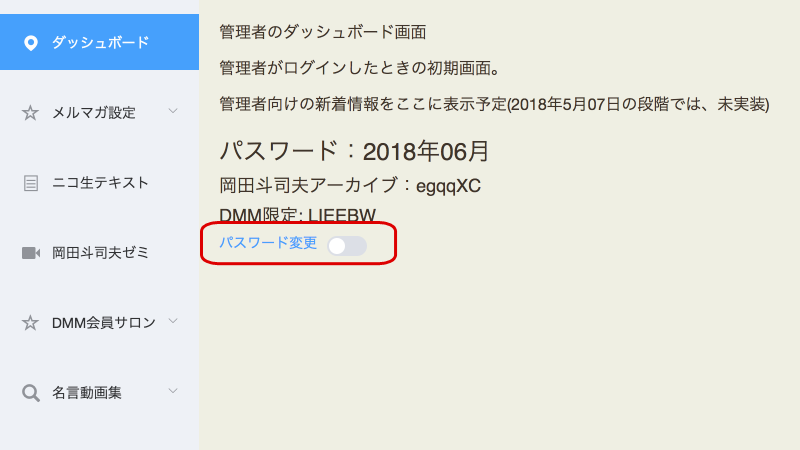 ダッシュボード
メルマガ設定
ニコ生テキスト
岡田斗司夫ゼミ
DMM会員サロン
名言動画集
管理者のダッシュボード画面
管理者がログインしたときの初期画面。
管理者向けの新着情報をここに表示予定(2018年5月07日の段階では、未実装)
パスワード：2018年06月
岡田斗司夫アーカイブ：egqqXC
DMM限定: LIEEBW
パスワード変更